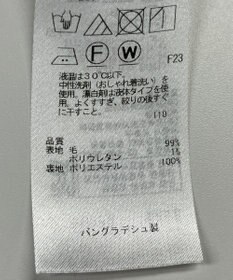 F W
F23
液温は30℃以下。
中性洗剤(おしゃれ着洗い)を
使用。漂白剤は液体タイプを使
用。よくすすぎ、絞りの後すぐ
に干すこと。
110
品質
表地 毛 99%
ポリウレタン 1%
裏地 ポリエステル 100%
バングラデシュ製